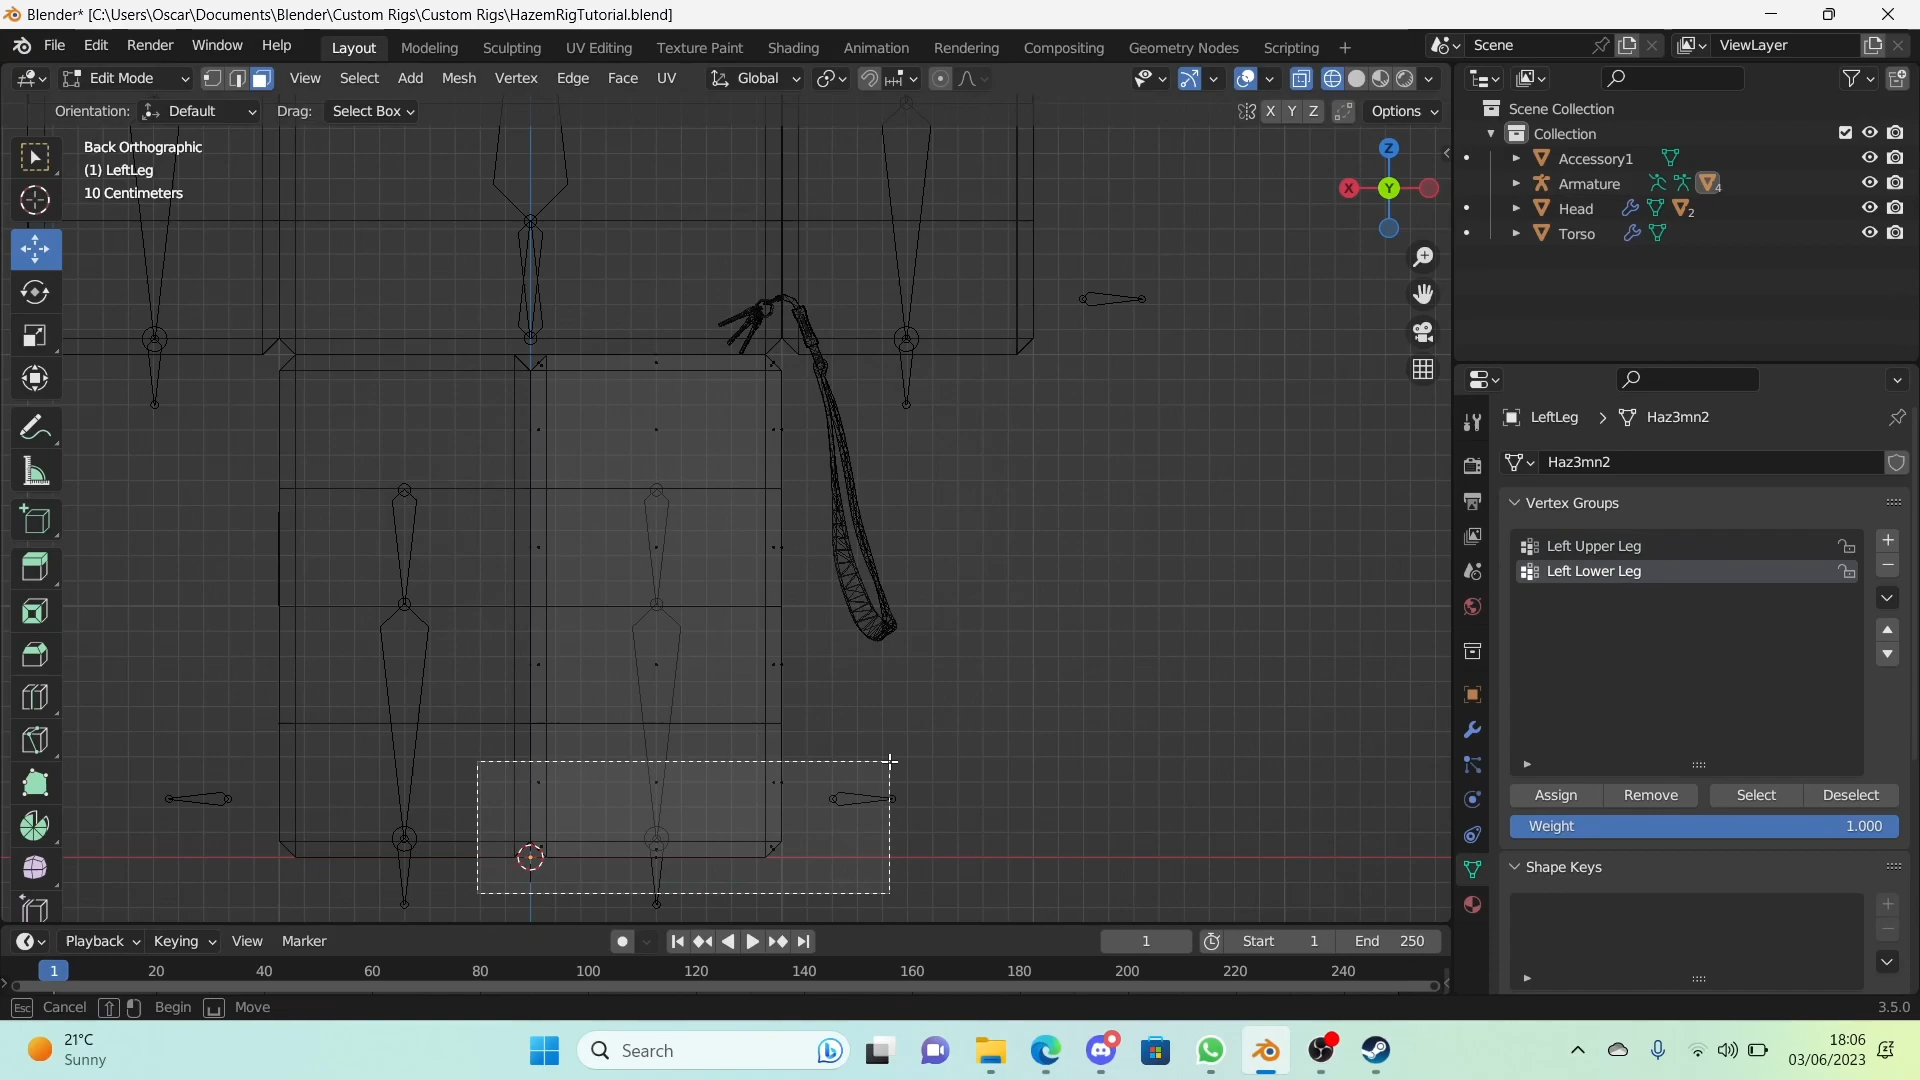 Blender* [C:\Users\Oscar\Documents\Blender\Custom Rigs\Custom Rigs\HazemRigTutorial.blend]
File Edit Render Window Help Layout Modeling Sculpting UV Editing Texture Paint Shading Animation Rendering Compositing Geometry Nodes Scripting + Scene ViewLayer
Edit Mode View Select Add Mesh Vertex Edge Face UV Global
Orientation: Default Drag: Select Box X Y Z Options
Back Orthographic
(1) LeftLeg
10 Centimeters
Z
X Y
Scene Collection
Collection
Accessory1
Armature 4
Head 2
Torso
LeftLeg > Haz3mn2
Haz3mn2
Vertex Groups
Left Upper Leg
Left Lower Leg
Assign Remove Select Deselect
Weight 1.000
Shape Keys
Playback Keying View Marker 1 Start 1 End 250
1 20 40 60 80 100 120 140 160 180 200 220 240
Esc Cancel Begin Move 3.5.0
21°C
Sunny
Search
18:06
03/06/2023